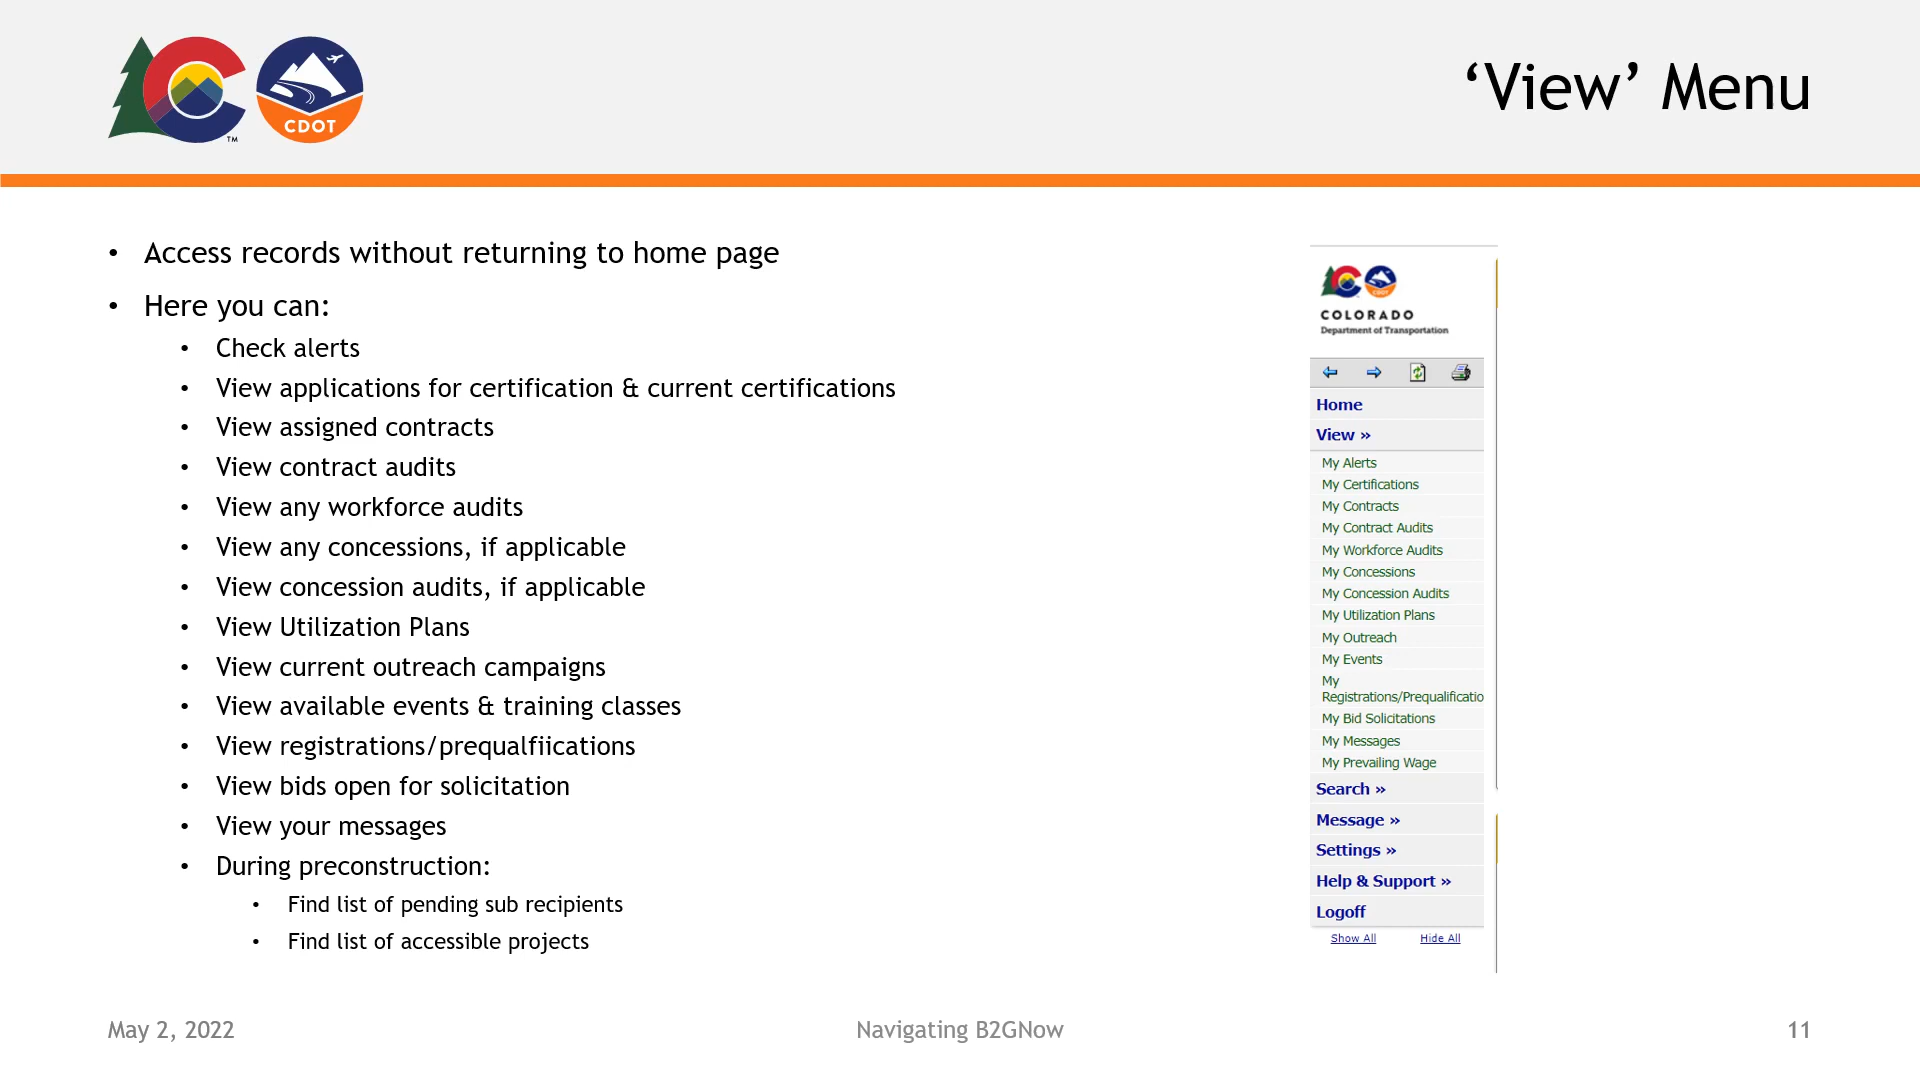 CDOT
TM
‘View’ Menu
• Access records without returning to home page
• Here you can:
• Check alerts
• View applications for certification & current certifications
• View assigned contracts
• View contract audits
• View any workforce audits
• View any concessions, if applicable
• View concession audits, if applicable
• View Utilization Plans
• View current outreach campaigns
• View available events & training classes
• View registrations/prequalfiications
• View bids open for solicitation
• View your messages
• During preconstruction:
• Find list of pending sub recipients
• Find list of accessible projects
COLORADO
Department of Transportation
Home
View »
My Alerts
My Certifications
My Contracts
My Contract Audits
My Workforce Audits
My Concessions
My Concession Audits
My Utilization Plans
My Outreach
My Events
My
Registrations/Prequalificatio
My Bid Solicitations
My Messages
My Prevailing Wage
Search »
Message »
Settings »
Help & Support »
Logoff
Show All Hide All
May 2, 2022
Navigating B2GNow
11